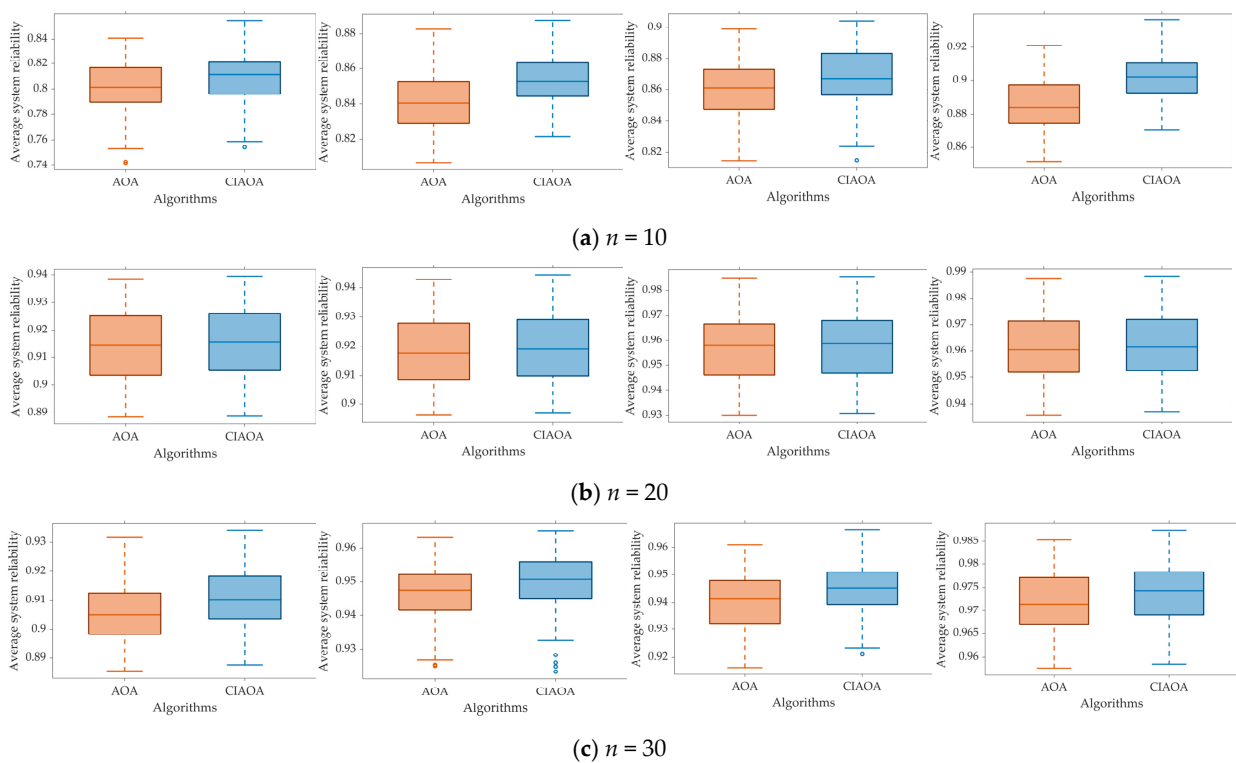 Average system reliability
0.84
0.82
0.8
0.78
0.76
0.74
AOA
CIAOA
Algorithms
Average system reliability
0.88
0.86
0.84
0.82
AOA
CIAOA
Algorithms
Average system reliability
0.9
0.88
0.86
0.84
0.82
AOA
CIAOA
Algorithms
Average system reliability
0.92
0.9
0.88
0.86
AOA
CIAOA
Algorithms
(a) n = 10
Average system reliability
0.94
0.93
0.92
0.91
0.9
0.89
AOA
CIAOA
Algorithms
Average system reliability
0.94
0.93
0.92
0.91
0.9
AOA
CIAOA
Algorithms
Average system reliability
0.98
0.97
0.96
0.95
0.94
0.93
AOA
CIAOA
Algorithms
Average system reliability
0.99
0.98
0.97
0.96
0.95
0.94
AOA
CIAOA
Algorithms
(b) n = 20
Average system reliability
0.93
0.92
0.91
0.9
0.89
AOA
CIAOA
Algorithms
Average system reliability
0.96
0.95
0.94
0.93
AOA
CIAOA
Algorithms
Average system reliability
0.96
0.95
0.94
0.93
0.92
AOA
CIAOA
Algorithms
Average system reliability
0.985
0.98
0.975
0.97
0.965
0.96
AOA
CIAOA
Algorithms
(c) n = 30